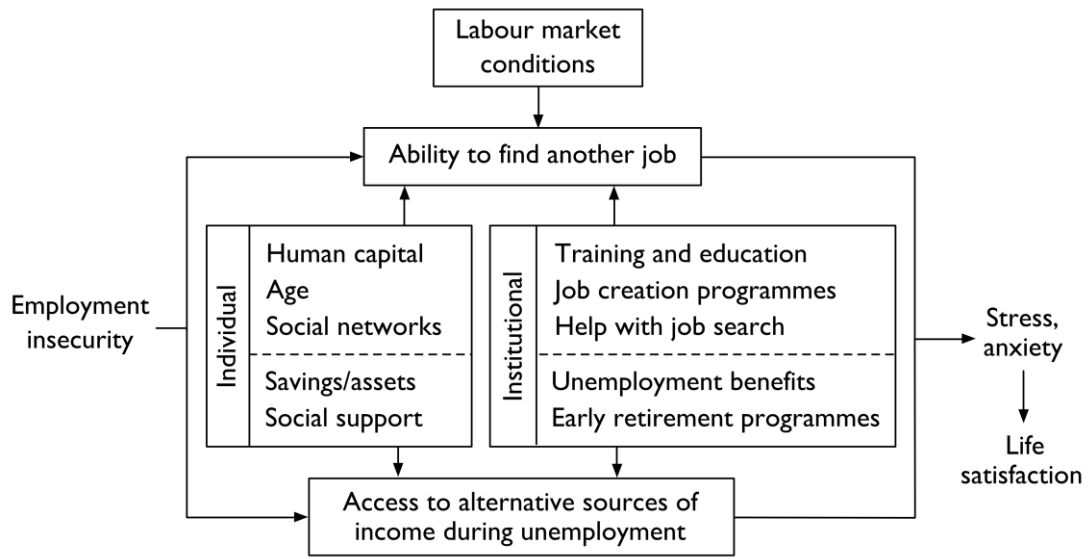 Labour market
conditions
Ability to find another job
Employment
insecurity
Individual
Human capital
Age
Social networks
Savings/assets
Social support
Institutional
Training and education
Job creation programmes
Help with job search
Unemployment benefits
Early retirement programmes
Access to alternative sources of
income during unemployment
Stress,
anxiety
Life
satisfaction